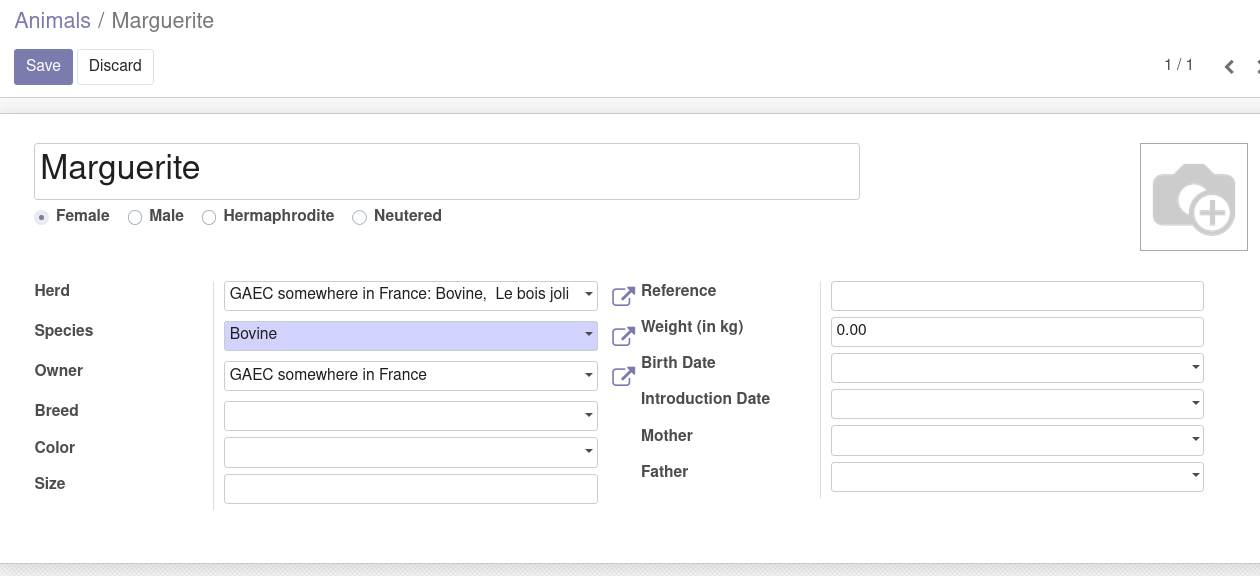 Animals / Marguerite
Save Discard 1 / 1
Marguerite
Female Male Hermaphrodite Neutered
Herd GAEC somewhere in France: Bovine,  Le bois joli
Species Bovine
Owner GAEC somewhere in France
Breed
Color
Size
Reference
Weight (in kg) 0.00
Birth Date
Introduction Date
Mother
Father